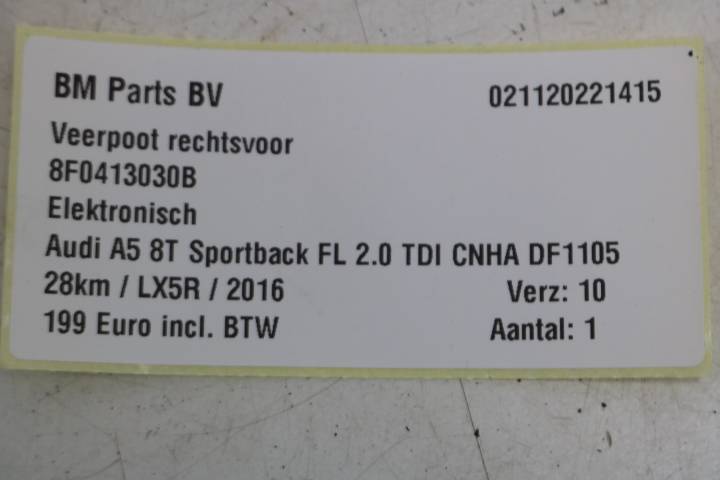 BM Parts BV 021120221415
Veerpoot rechtsvoor
8F0413030B
Elektronisch
Audi A5 8T Sportback FL 2.0 TDI CNHA DF1105
28km / LX5R / 2016 Verz: 10
199 Euro incl. BTW Aantal: 1